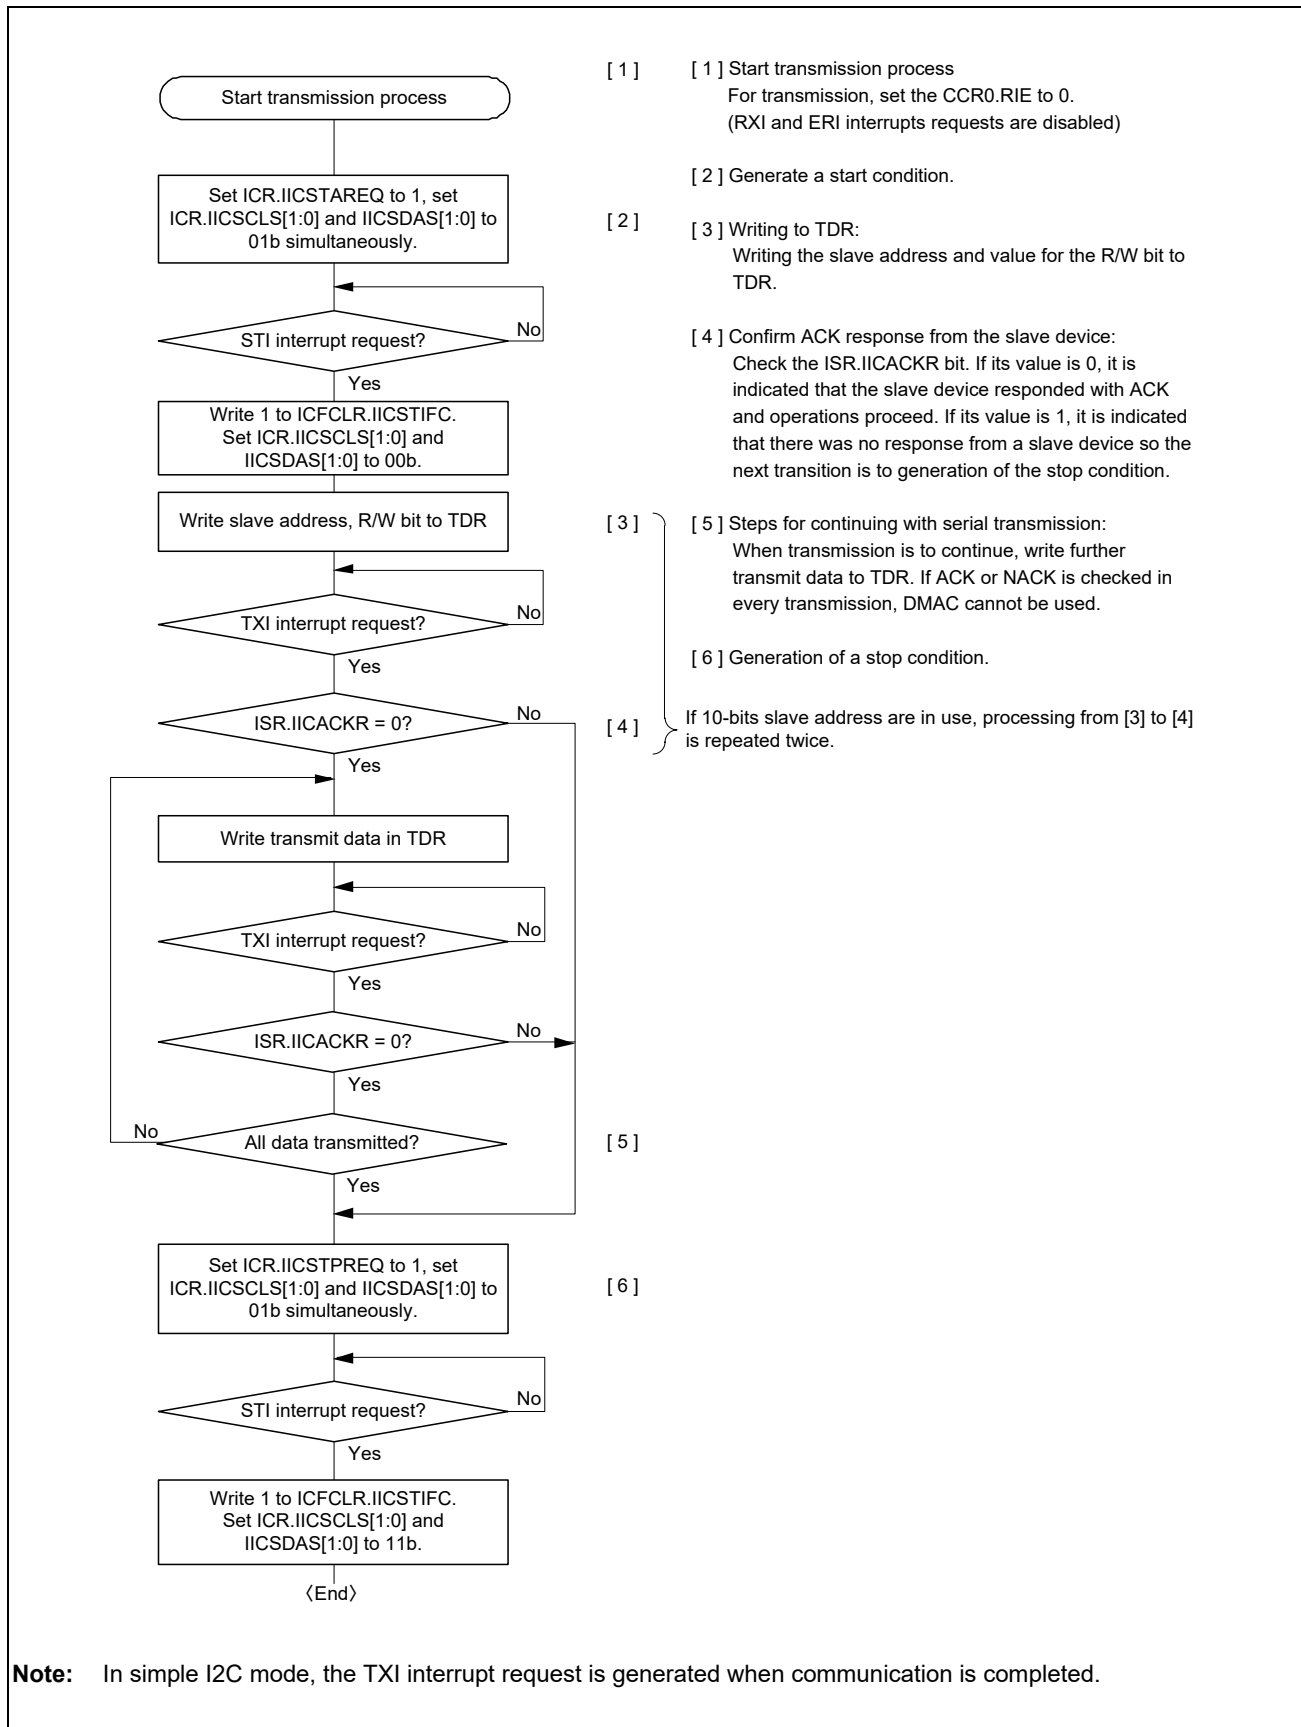 Start transmission process
Set ICR.IICSTAREQ to 1, set
ICR.IICSCLS[1:0] and IICSDAS[1:0] to
01b simultaneously.
STI interrupt request?
No
Yes
Write 1 to ICFCLR.IICSTIFC.
Set ICR.IICSCLS[1:0] and
IICSDAS[1:0] to 00b.
Write slave address, R/W bit to TDR
TXI interrupt request?
No
Yes
ISR.IICACKR = 0?
No
Yes
Write transmit data in TDR
TXI interrupt request?
No
Yes
ISR.IICACKR = 0?
No
Yes
All data transmitted?
No
Yes
Set ICR.IICSTPREQ to 1, set
ICR.IICSCLS[1:0] and IICSDAS[1:0] to
01b simultaneously.
STI interrupt request?
No
Yes
Write 1 to ICFCLR.IICSTIFC.
Set ICR.IICSCLS[1:0] and
IICSDAS[1:0] to 11b.
〈End〉
[ 1 ]
[ 2 ]
[ 3 ]
[ 4 ]
[ 5 ]
[ 6 ]
[ 1 ] Start transmission process
For transmission, set the CCR0.RIE to 0.
(RXI and ERI interrupts requests are disabled)
[ 2 ] Generate a start condition.
[ 3 ] Writing to TDR:
Writing the slave address and value for the R/W bit to
TDR.
[ 4 ] Confirm ACK response from the slave device:
Check the ISR.IICACKR bit. If its value is 0, it is
indicated that the slave device responded with ACK
and operations proceed. If its value is 1, it is indicated
that there was no response from a slave device so the
next transition is to generation of the stop condition.
[ 5 ] Steps for continuing with serial transmission:
When transmission is to continue, write further
transmit data to TDR. If ACK or NACK is checked in
every transmission, DMAC cannot be used.
[ 6 ] Generation of a stop condition.
If 10-bits slave address are in use, processing from [3] to [4]
is repeated twice.
Note: In simple I2C mode, the TXI interrupt request is generated when communication is completed.